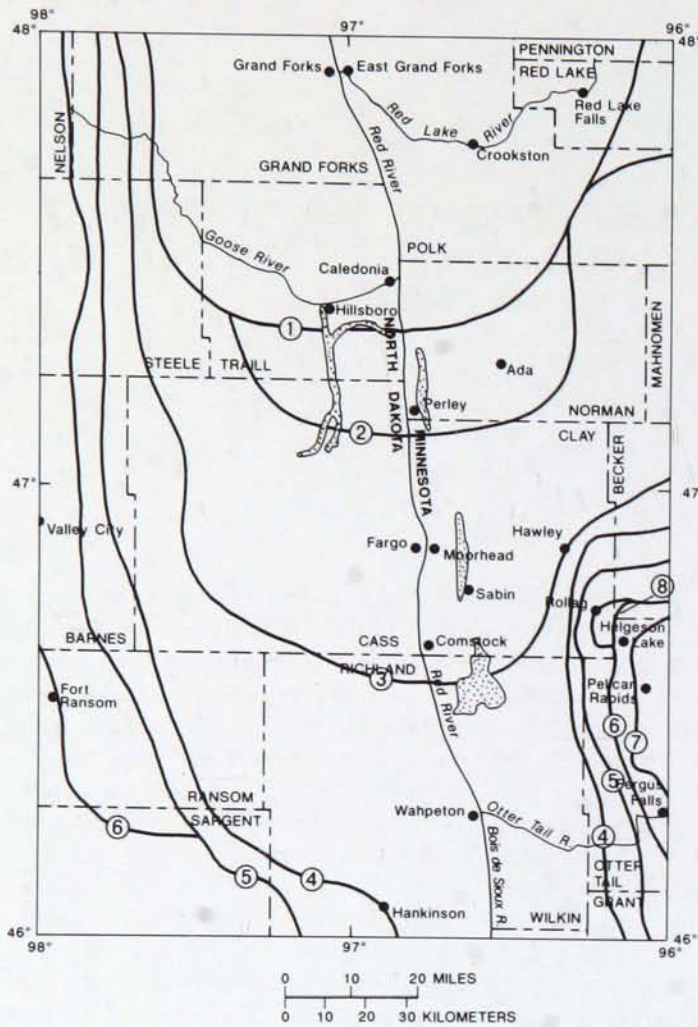 98° 97° 96°
48° 48°
PENNINGTON
Grand Forks East Grand Forks
RED LAKE
Red Lake River
Red Lake
Falls
Crookston
NELSON
Red River
GRAND FORKS
Goose River
POLK
Caledonia
Hillsboro
NORTH
①
MAHNOMEN
STEELE TRAILL
Ada
DAKOTA
Perley
NORMAN
②
MINNESOTA
CLAY
BECKER
47° 47°
Valley City
Fargo Moorhead
Hawley
⑧
Sabin
Rollag
Helgeson
Lake
BARNES
CASS
Comstock
RICHLAND
③
Red River
Fort
Ransom
Pelican
Rapids
⑥
⑦
⑤
Fergus
Falls
RANSOM
SARGENT
Wahpeton
Otter Tail R.
⑥
④
⑤
④
OTTER
TAIL
Bois de Sioux R.
GRANT
Hankinson
WILKIN
46° 46°
98° 97° 96°
0 10 20 MILES
0 10 20 30 KILOMETERS